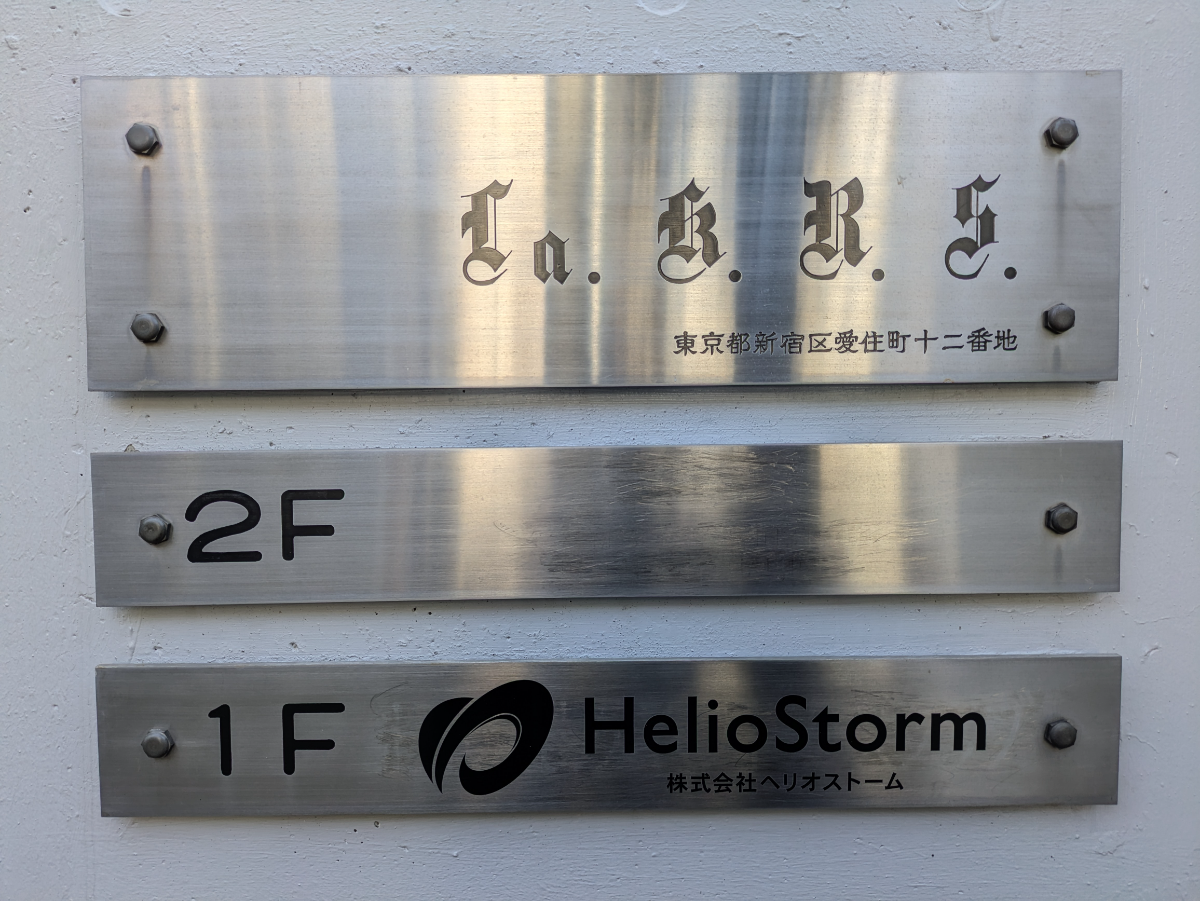 La. K. R. S.
東京都新宿区愛住町十二番地
2F
1F
HelioStorm
株式会社ヘリオストーム